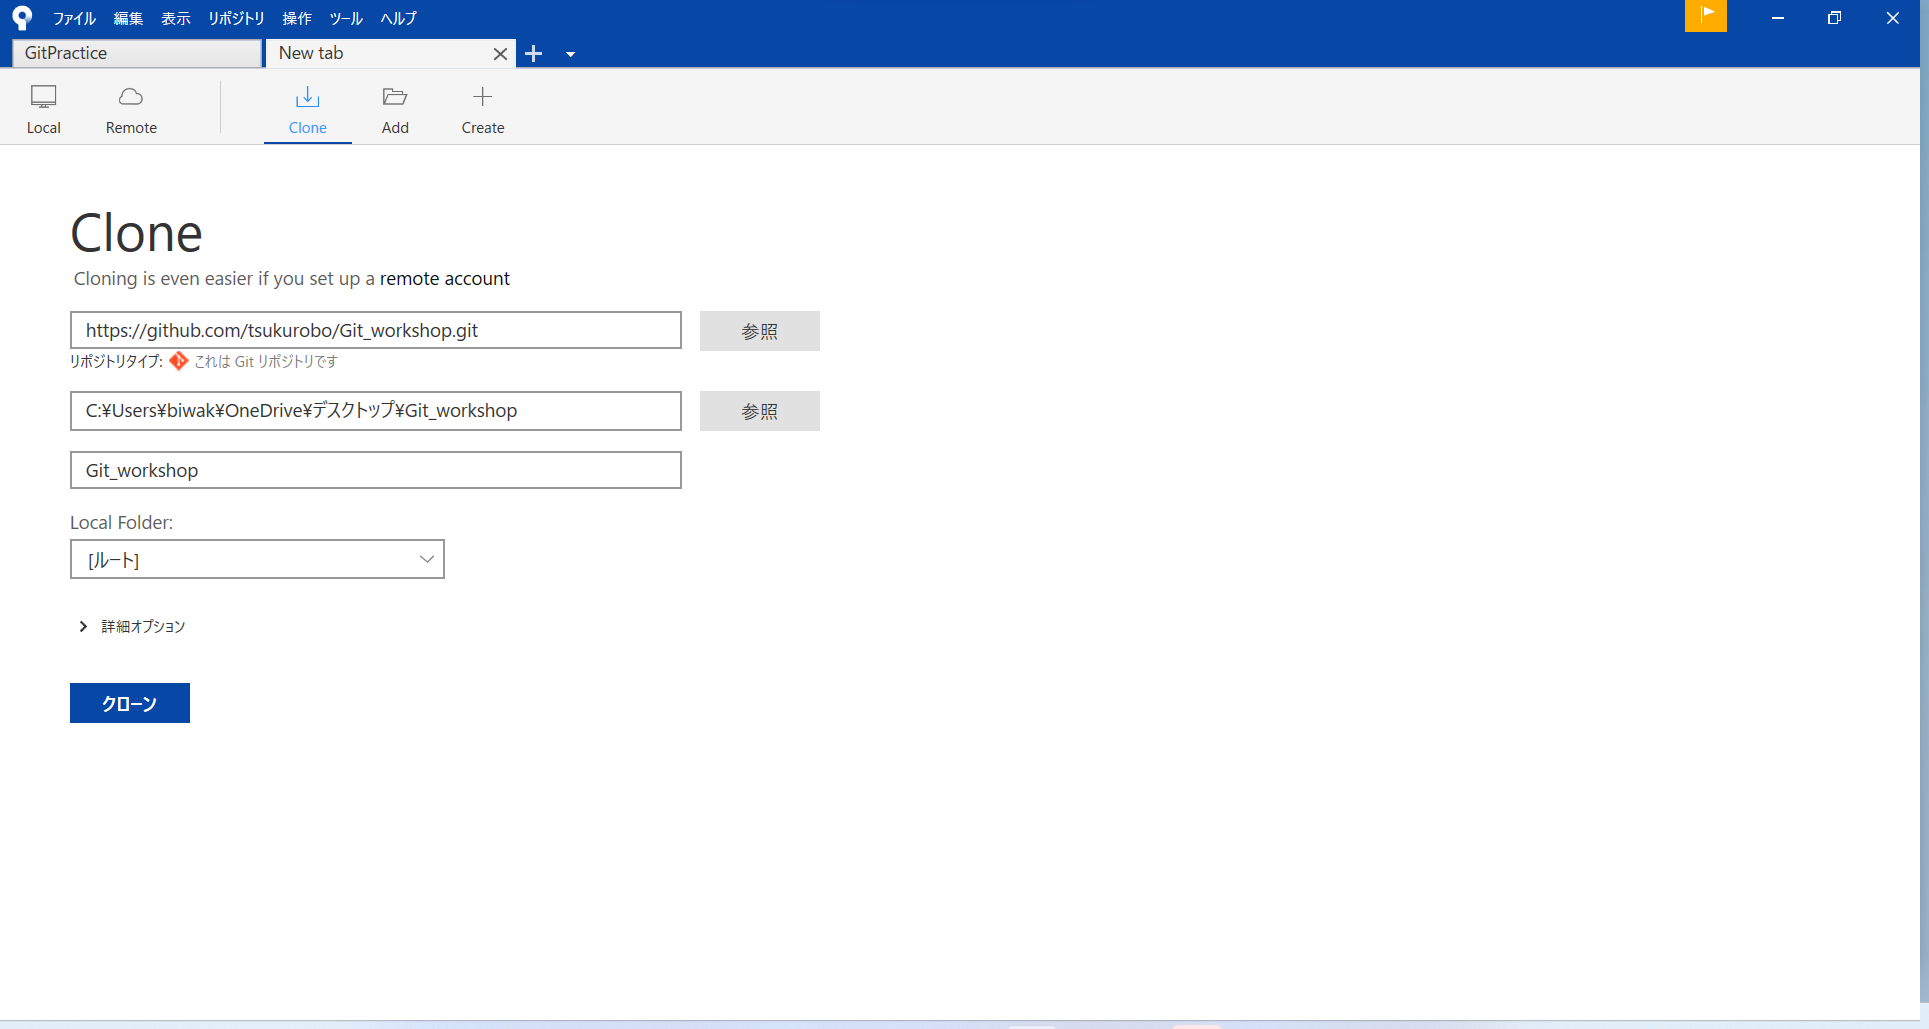 ファイル 編集 表示 リポジトリ 操作 ツール ヘルプ
GitPractice
New tab
Local
Remote
Clone
Add
Create
Clone
Cloning is even easier if you set up a remote account
https://github.com/tsukurobo/Git_workshop.git
参照
リポジトリタイプ: これは Git リポジトリです
C:¥Users¥biwak¥OneDrive¥デスクトップ¥Git_workshop
参照
Git_workshop
Local Folder:
[ルート]
詳細オプション
クローン